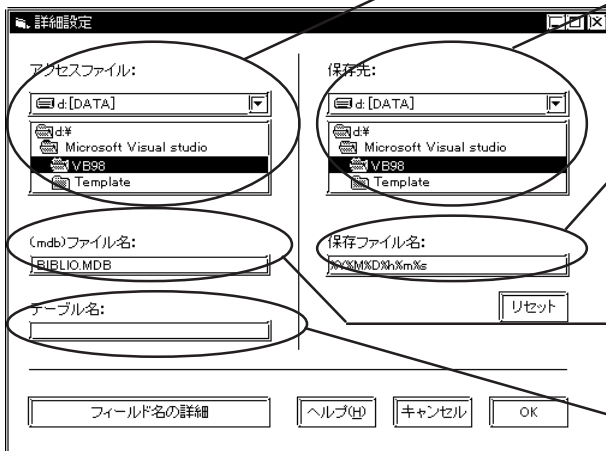 詳細設定
アクセスファイル:
d:[DATA]
d:¥
Microsoft Visual studio
VB98
Template
(mdb)ファイル名:
BIBLIO.MDB
テーブル名:
保存先:
d:[DATA]
d:¥
Microsoft Visual studio
VB98
Template
保存ファイル名:
%Y%M%D%h%m%s
リセット
フィールド名の詳細
ヘルプ(H)
キャンセル
OK